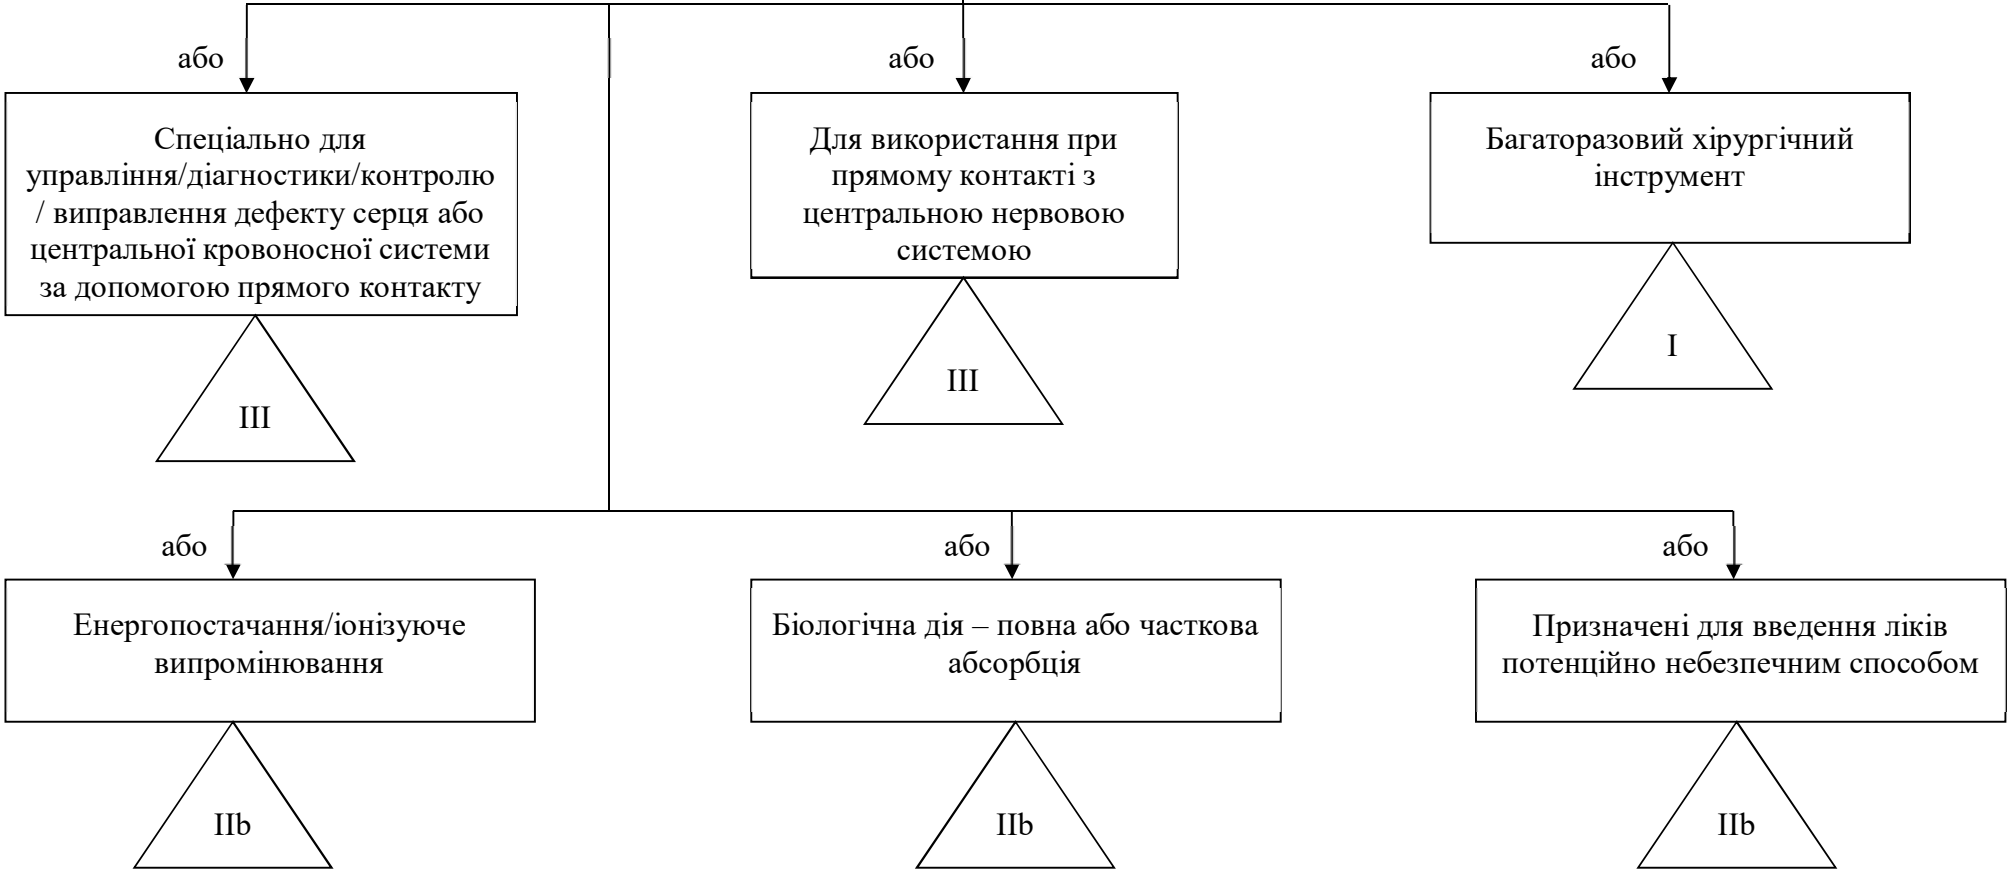 або
Спеціально для
управління/діагностики/контролю
/ виправлення дефекту серця або
центральної кровоносної системи
за допомогою прямого контакту
III
або
Для використання при
прямому контакті з
центральною нервовою
системою
III
або
Багаторазовий хірургічний
інструмент
I
або
Енергопостачання/іонізуюче
випромінювання
IIb
або
Біологічна дія – повна або часткова
абсорбція
IIb
або
Призначені для введення ліків
потенційно небезпечним способом
IIb